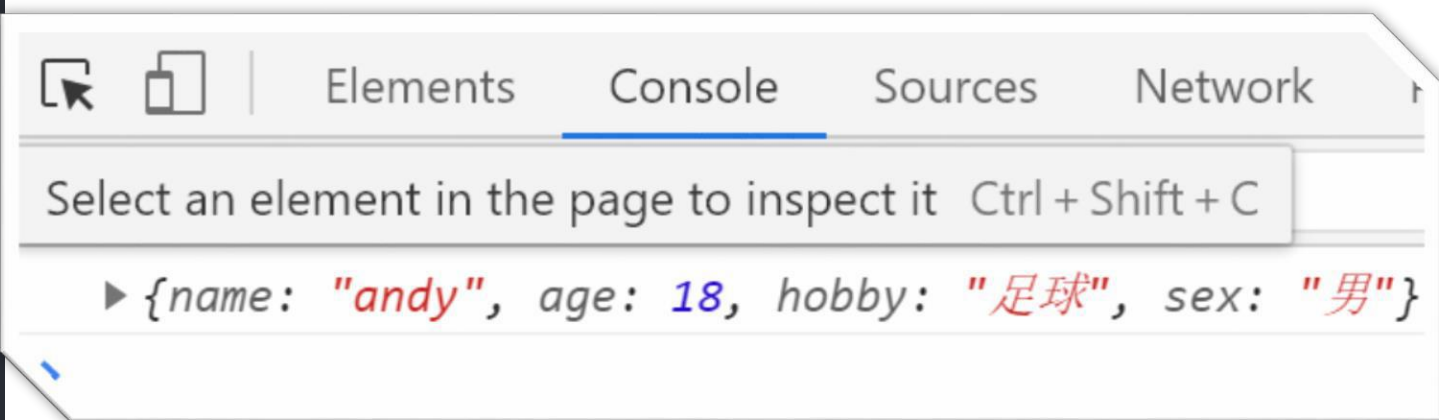 Elements Console Sources Network
Select an element in the page to inspect it Ctrl + Shift + C
{name: "andy", age: 18, hobby: "足球", sex: "男"}